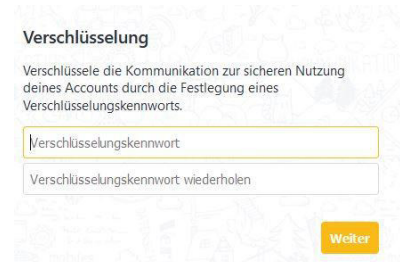 Verschlüsselung
Verschlüssele die Kommunikation zur sicheren Nutzung
deines Accounts durch die Festlegung eines
Verschlüsselungskennworts.
Verschlüsselungskennwort
Verschlüsselungskennwort wiederholen
Weiter